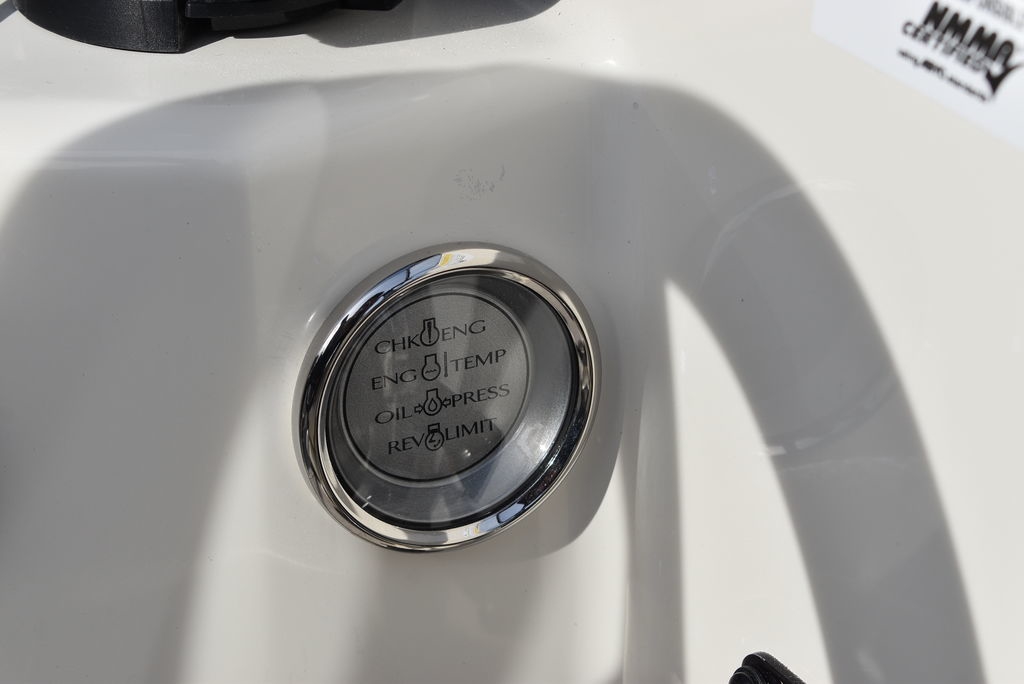 NMMA
CERTIFIED
CHK ENG
ENG TEMP
OIL PRESS
REV LIMIT